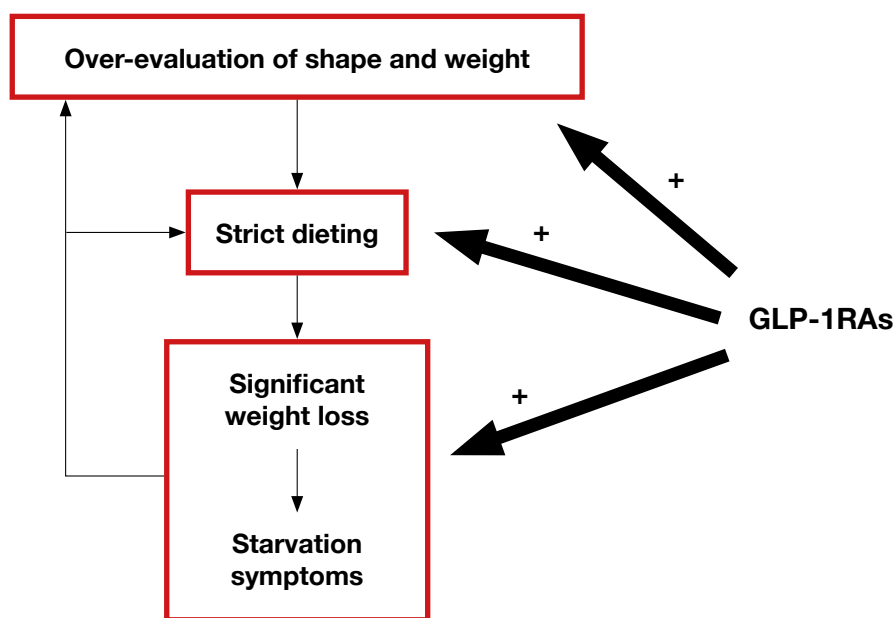 Over-evaluation of shape and weight
+
Strict dieting
+
GLP-1RAs
Significant
weight loss
+
Starvation
symptoms